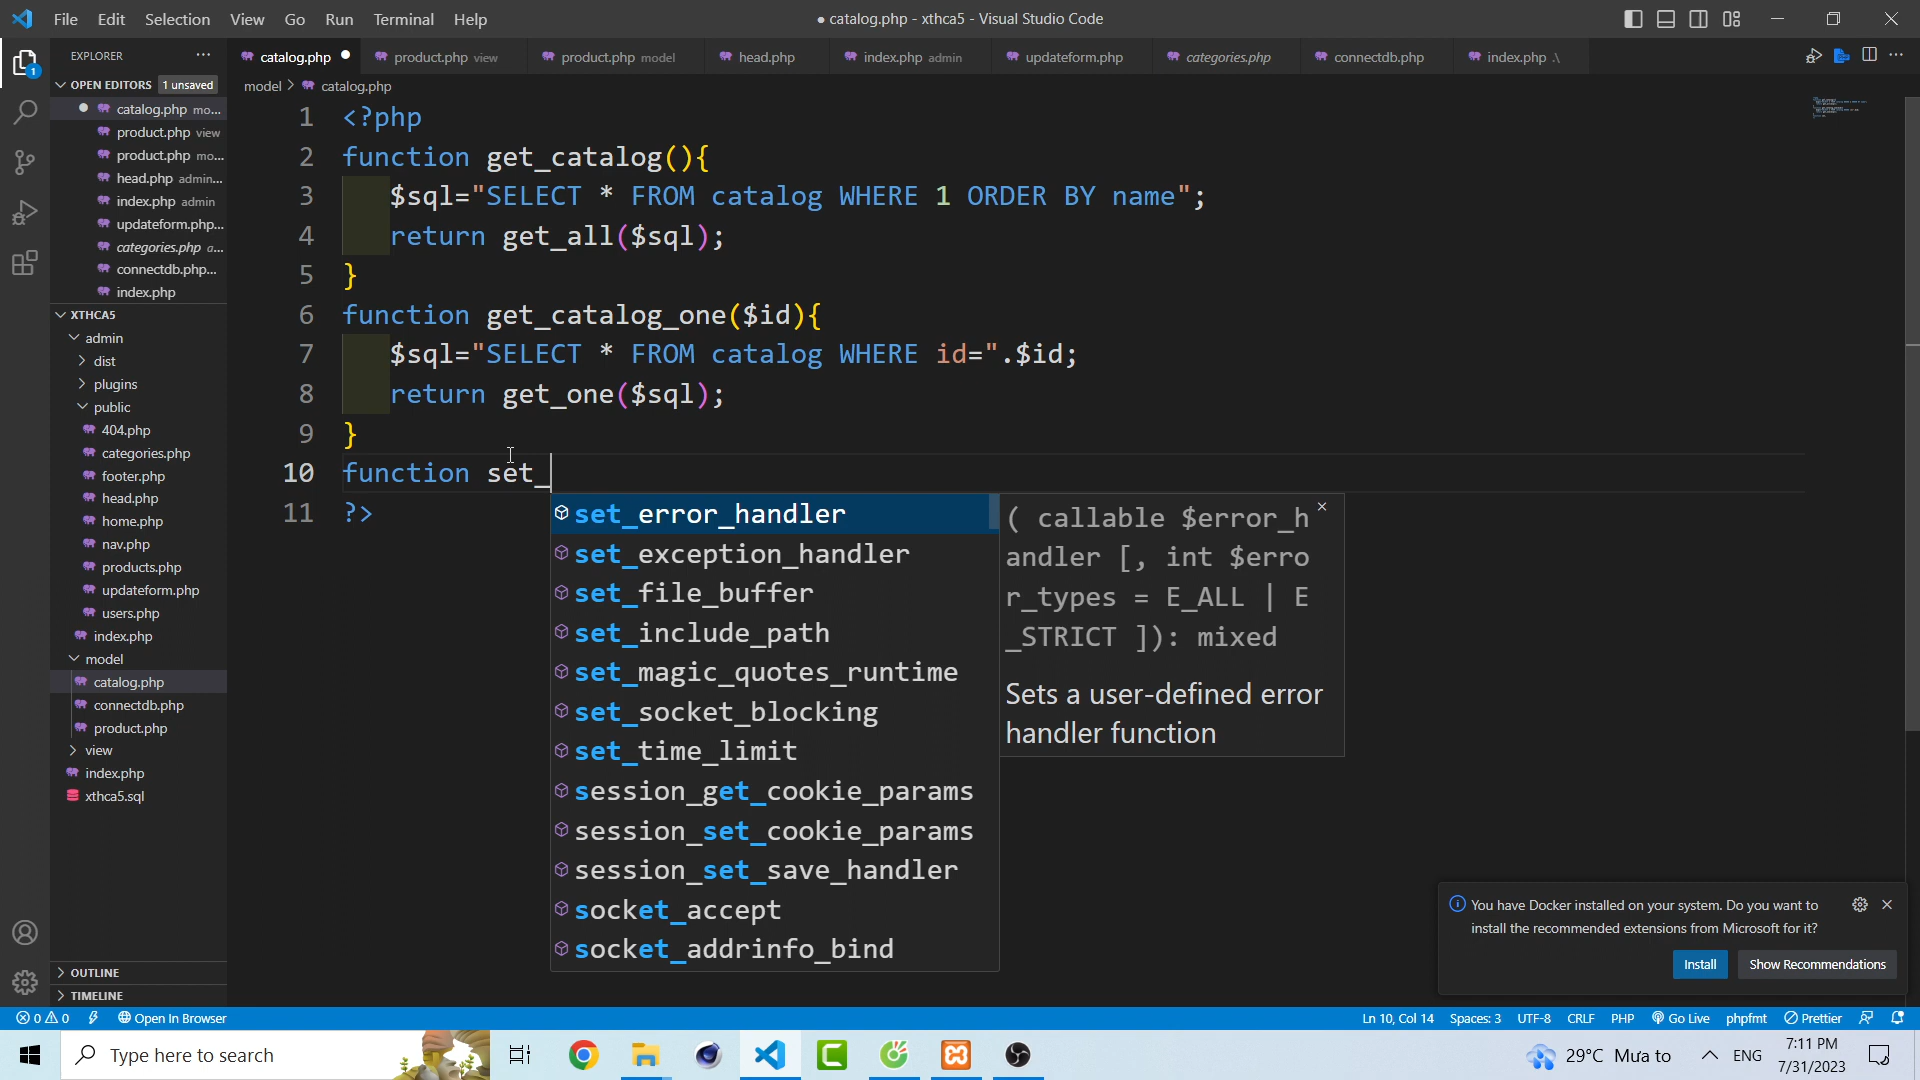 File Edit Selection View Go Run Terminal Help
● catalog.php - xthca5 - Visual Studio Code
EXPLORER ···
catalog.php ● product.php view product.php model head.php index.php admin updateform.php categories.php connectdb.php index.php .\
OPEN EDITORS 1 unsaved
model > catalog.php
catalog.php mo...
product.php view
product.php mo...
head.php admin...
index.php admin
updateform.php...
categories.php a...
connectdb.php...
index.php
XTHCA5
admin
dist
plugins
public
404.php
categories.php
footer.php
head.php
home.php
nav.php
products.php
updateform.php
users.php
index.php
model
catalog.php
connectdb.php
product.php
view
index.php
xthca5.sql
OUTLINE
TIMELINE
1 <?php
2 function get_catalog(){
3 $sql="SELECT * FROM catalog WHERE 1 ORDER BY name";
4 return get_all($sql);
5 }
6 function get_catalog_one($id){
7 $sql="SELECT * FROM catalog WHERE id=".$id;
8 return get_one($sql);
9 }
10 function set_
11 ?>
set_error_handler
set_exception_handler
set_file_buffer
set_include_path
set_magic_quotes_runtime
set_socket_blocking
set_time_limit
session_get_cookie_params
session_set_cookie_params
session_set_save_handler
socket_accept
socket_addrinfo_bind
( callable $error_h
andler [, int $erro
r_types = E_ALL | E
_STRICT ]): mixed
Sets a user-defined error
handler function
You have Docker installed on your system. Do you want to
install the recommended extensions from Microsoft for it?
Install Show Recommendations
0 0 Open In Browser
Ln 10, Col 14 Spaces: 3 UTF-8 CRLF PHP Go Live phpfmt Prettier
Type here to search
29°C Mưa to ENG
7:11 PM
7/31/2023
1